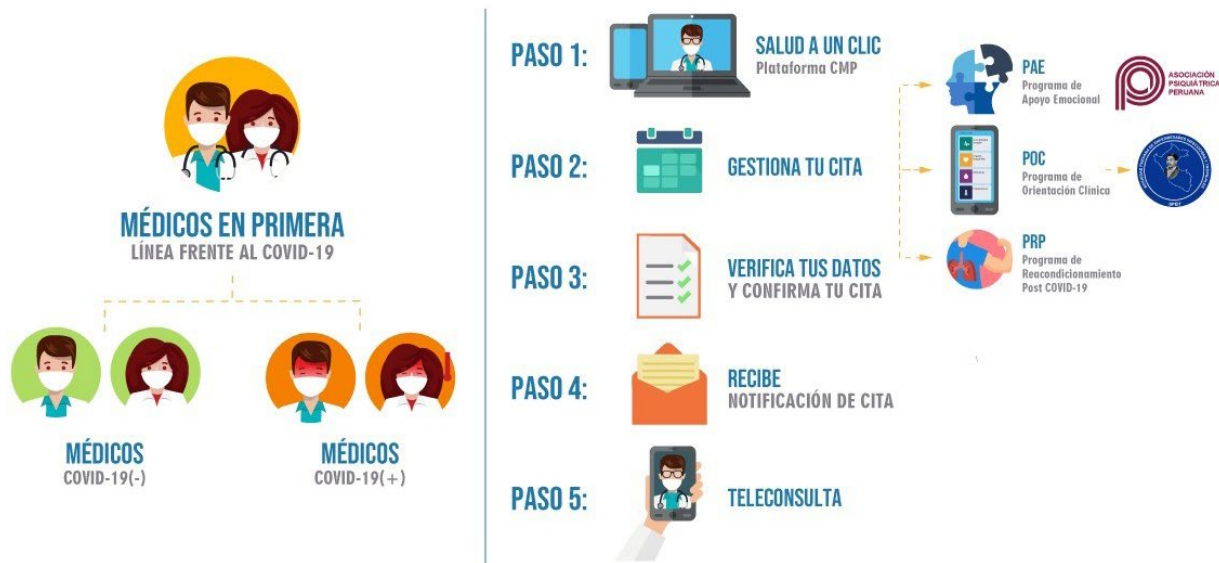 MÉDICOS EN PRIMERA
LÍNEA FRENTE AL COVID-19
MÉDICOS
COVID-19(-)
MÉDICOS
COVID-19(+)
PASO 1:
SALUD A UN CLIC
Plataforma CMP
PASO 2:
GESTIONA TU CITA
PASO 3:
VERIFICA TUS DATOS
Y CONFIRMA TU CITA
PASO 4:
RECIBE
NOTIFICACIÓN DE CITA
PASO 5:
TELECONSULTA
PAE
Programa de
Apoyo Emocional
ASOCIACIÓN
PSIQUIÁTRICA
PERUANA
POC
Programa de
Orientación Clínica
PRP
Programa de
Reacondicionamiento
Post COVID-19